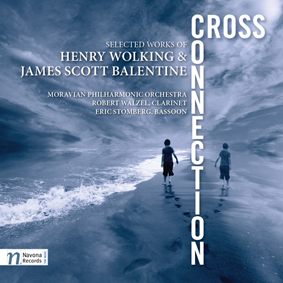 CROSS
CONNECTION
SELECTED WORKS OF
HENRY WOLKING &
JAMES SCOTT BALENTINE
MORAVIAN PHILHARMONIC ORCHESTRA
ROBERT WALZEL, CLARINET
ERIC STOMBERG, BASSOON
n
Navona
Records